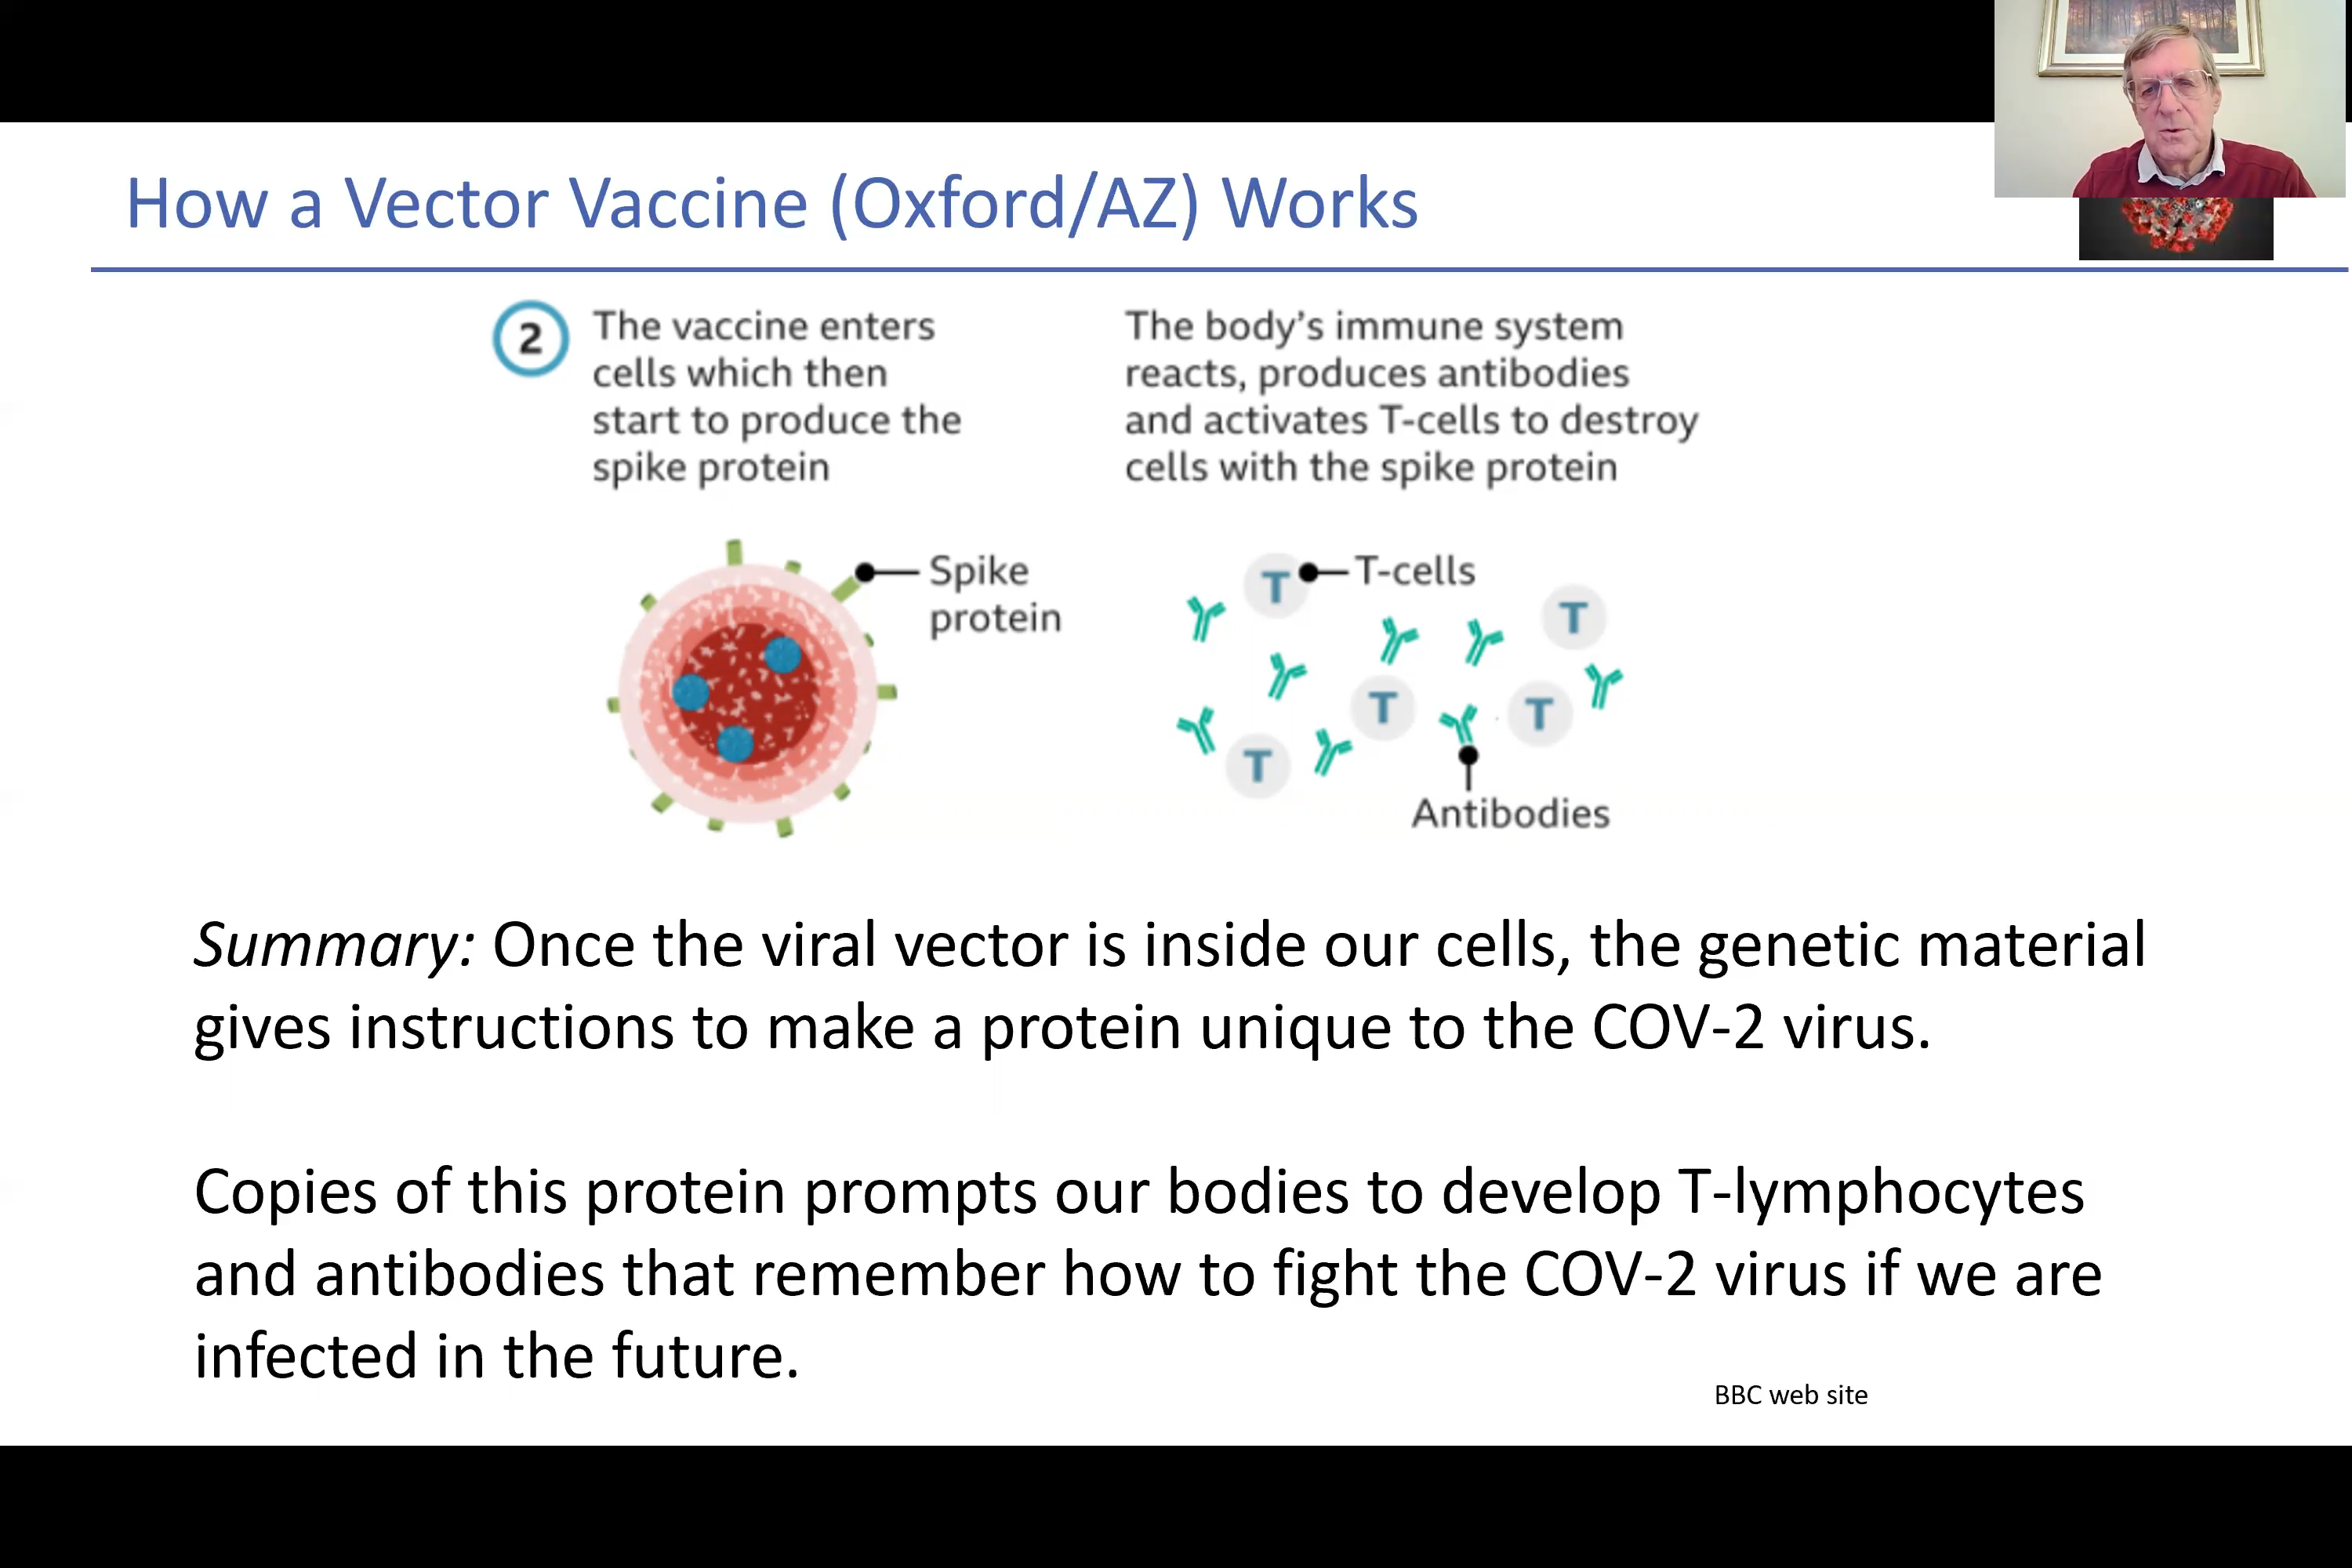 How a Vector Vaccine (Oxford/AZ) Works
2
The vaccine enters
cells which then
start to produce the
spike protein
The body's immune system
reacts, produces antibodies
and activates T-cells to destroy
cells with the spike protein
Spike
protein
T
T-cells
T
T
T
T
Antibodies
Summary: Once the viral vector is inside our cells, the genetic material
gives instructions to make a protein unique to the COV-2 virus.
Copies of this protein prompts our bodies to develop T-lymphocytes
and antibodies that remember how to fight the COV-2 virus if we are
infected in the future.
BBC web site